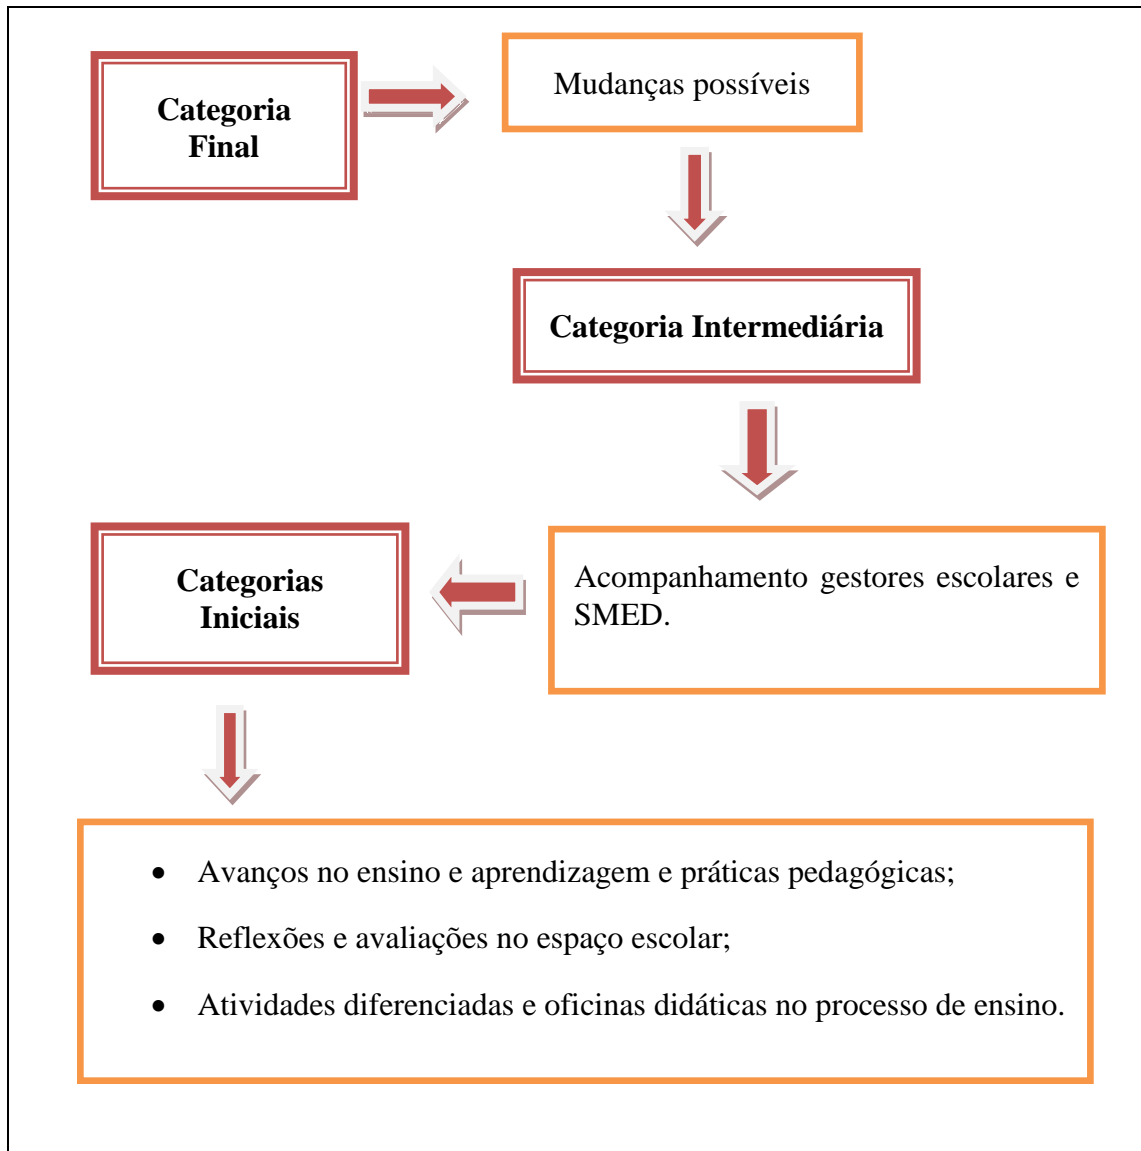 Categoria
Final
Mudanças possíveis
Categoria Intermediária
Acompanhamento gestores escolares e
SMED.
Categorias
Iniciais
• Avanços no ensino e aprendizagem e práticas pedagógicas;
• Reflexões e avaliações no espaço escolar;
• Atividades diferenciadas e oficinas didáticas no processo de ensino.